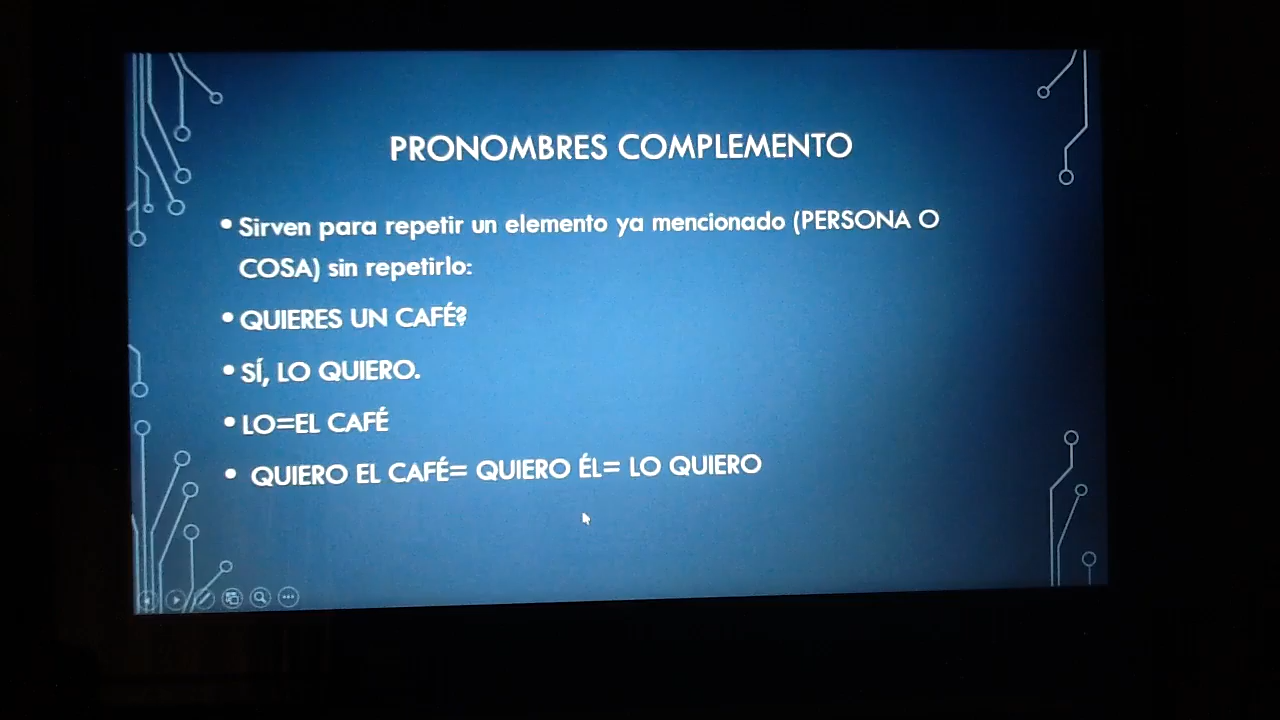 PRONOMBRES COMPLEMENTO
• Sirven para repetir un elemento ya mencionado (PERSONA O
COSA) sin repetirlo:
• QUIERES UN CAFÉ?
• SÍ, LO QUIERO.
• LO=EL CAFÉ
• QUIERO EL CAFÉ= QUIERO ÉL= LO QUIERO